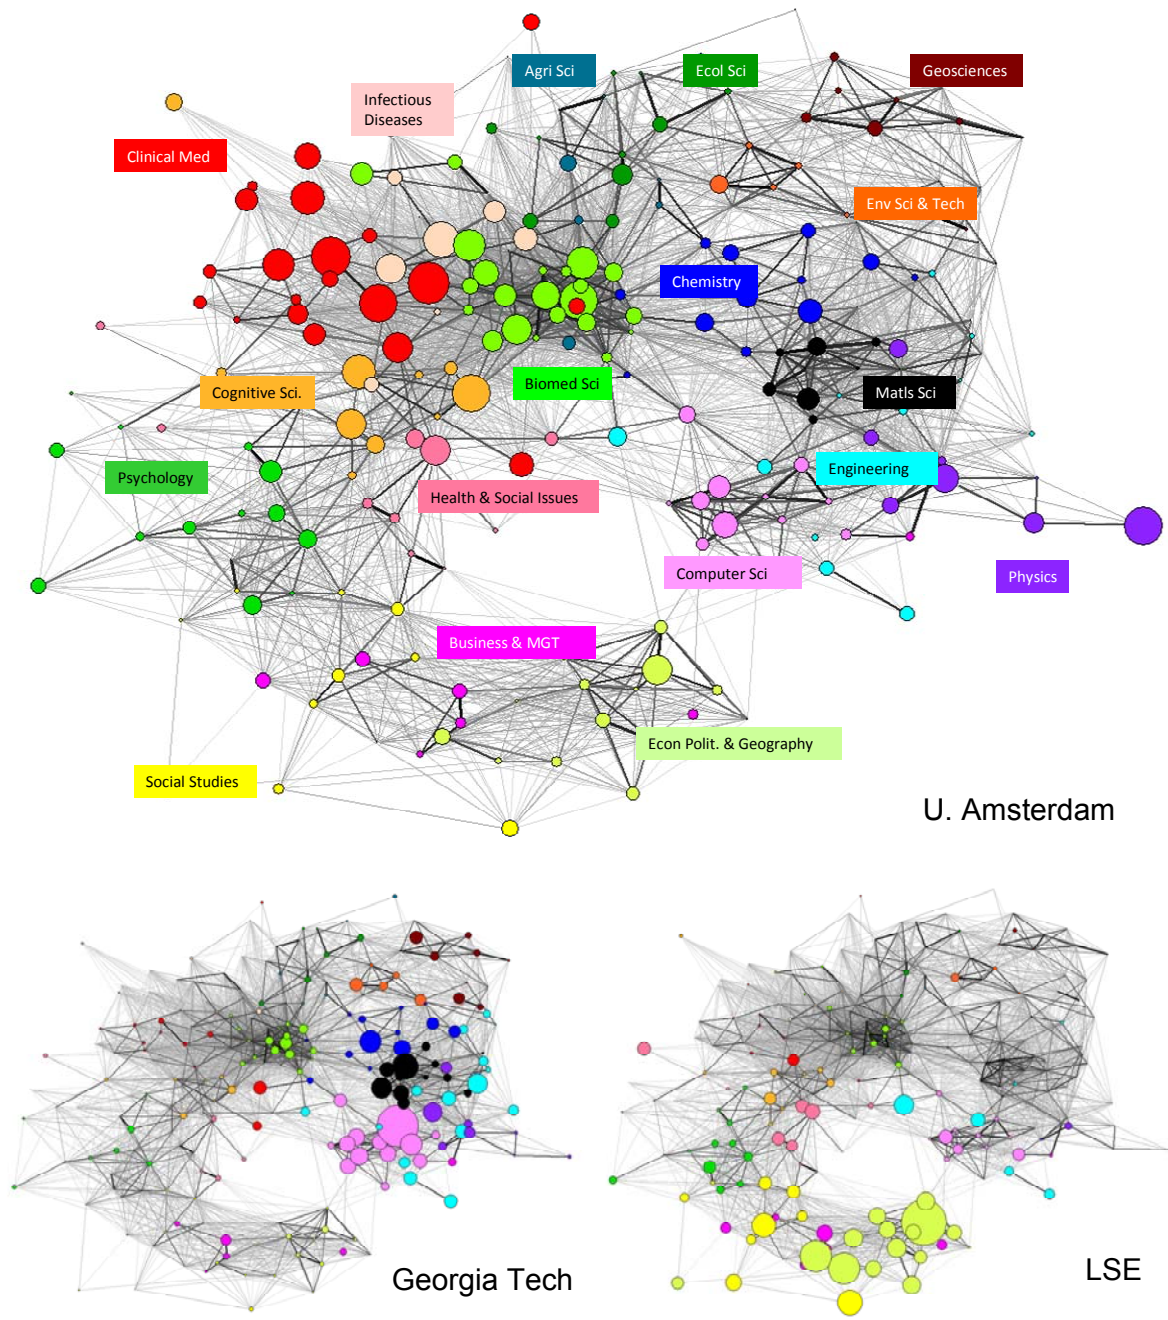 Agri Sci
Ecol Sci
Geosciences
Infectious
Diseases
Clinical Med
Env Sci & Tech
Chemistry
Cognitive Sci.
Biomed Sci
Matls Sci
Psychology
Health & Social Issues
Engineering
Computer Sci
Physics
Business & MGT
Econ Polit. & Geography
Social Studies
U. Amsterdam
Georgia Tech
LSE